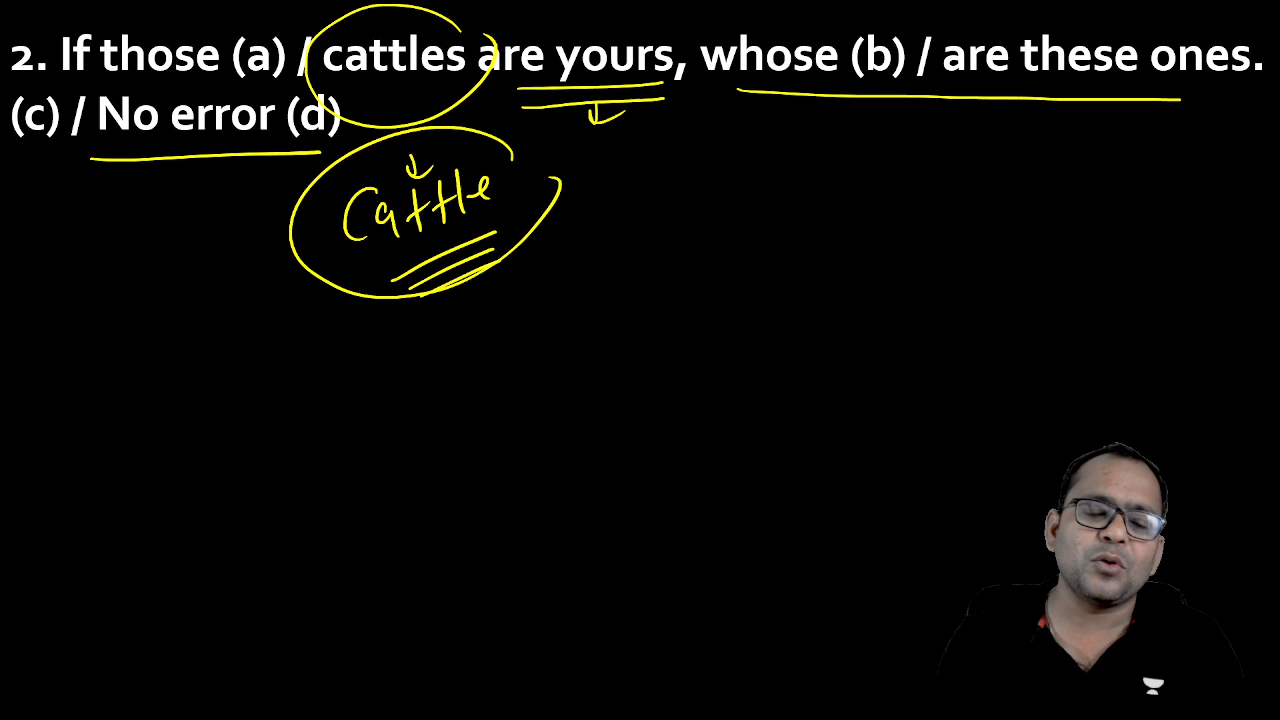 2. If those (a) / cattles are yours, whose (b) / are these ones.
(c) / No error (d)
Cattle